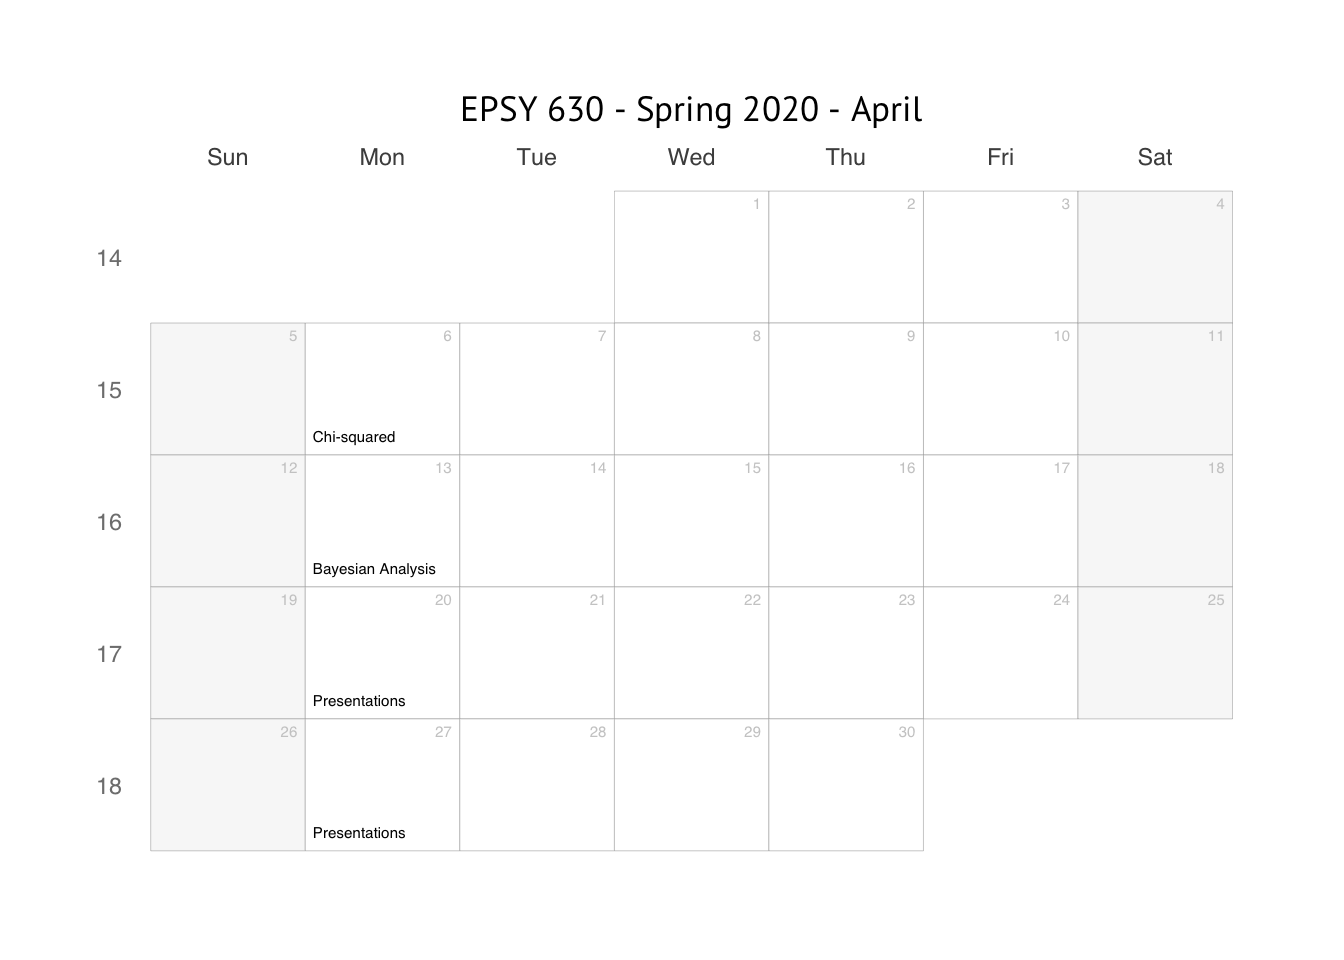 EPSY 630 - Spring 2020 - April
Sun Mon Tue Wed Thu Fri Sat
1 2 3 4
14
5 6 7 8 9 10 11
15
Chi-squared
12 13 14 15 16 17 18
16
Bayesian Analysis
19 20 21 22 23 24 25
17
Presentations
26 27 28 29 30
18
Presentations